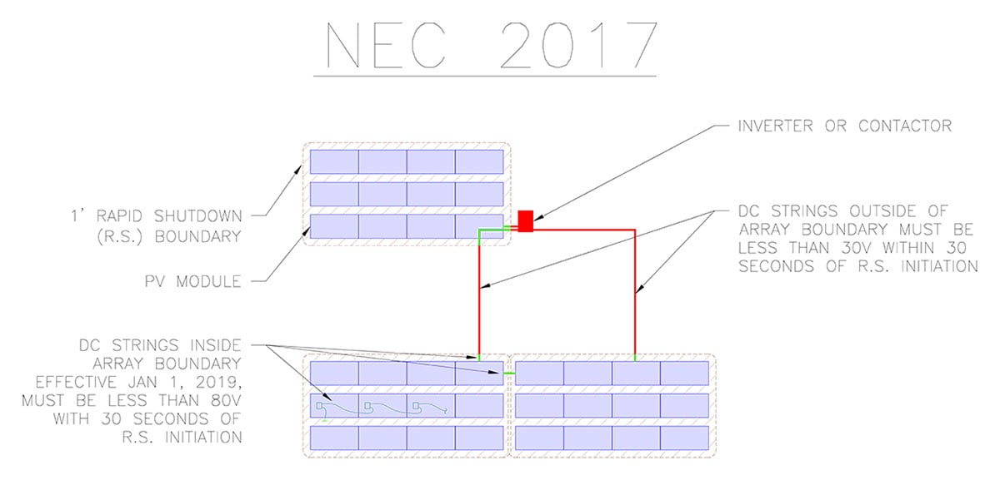 NEC 2017
INVERTER OR CONTACTOR
1' RAPID SHUTDOWN
(R.S.) BOUNDARY
DC STRINGS OUTSIDE OF
ARRAY BOUNDARY MUST BE
LESS THAN 30V WITHIN 30
SECONDS OF R.S. INITIATION
PV MODULE
DC STRINGS INSIDE
ARRAY BOUNDARY
EFFECTIVE JAN 1, 2019,
MUST BE LESS THAN 80V
WITH 30 SECONDS OF
R.S. INITIATION